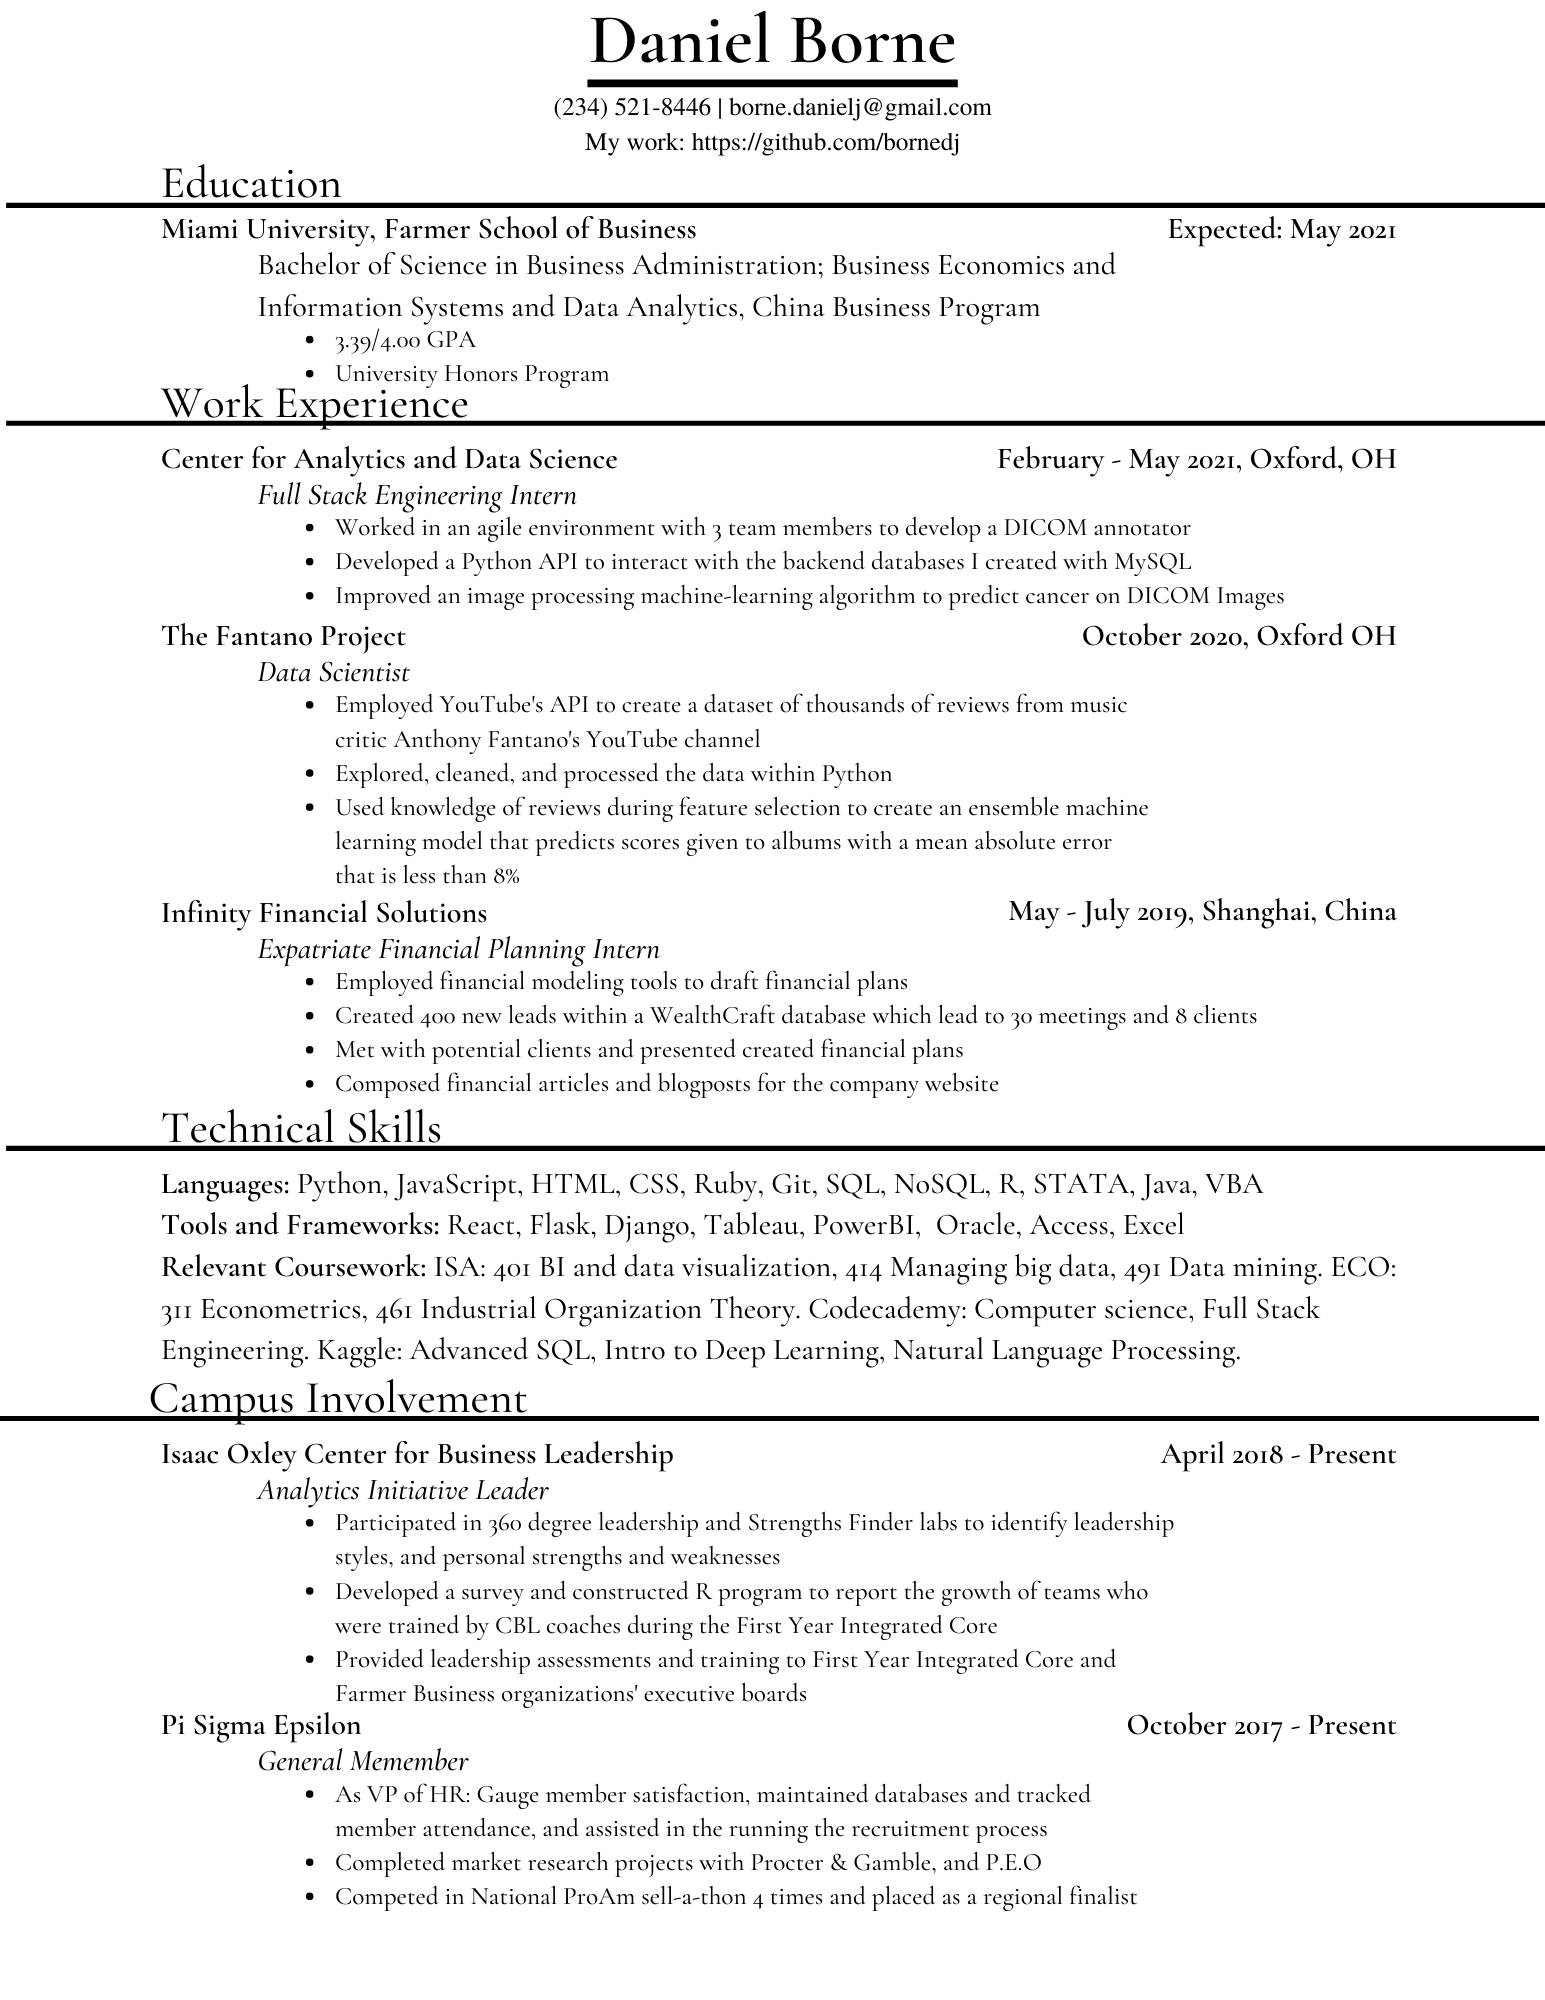 Daniel Borne
(234) 521-8446 | borne.danielj@gmail.com
My work: https://github.com/bornedj
Education
Miami University, Farmer School of Business Expected: May 2021
Bachelor of Science in Business Administration; Business Economics and
Information Systems and Data Analytics, China Business Program
• 3.39/4.00 GPA
• University Honors Program
Work Experience
Center for Analytics and Data Science February - May 2021, Oxford, OH
Full Stack Engineering Intern
• Worked in an agile environment with 3 team members to develop a DICOM annotator
• Developed a Python API to interact with the backend databases I created with MySQL
• Improved an image processing machine-learning algorithm to predict cancer on DICOM Images
The Fantano Project October 2020, Oxford OH
Data Scientist
• Employed YouTube's API to create a dataset of thousands of reviews from music
critic Anthony Fantano's YouTube channel
• Explored, cleaned, and processed the data within Python
• Used knowledge of reviews during feature selection to create an ensemble machine
learning model that predicts scores given to albums with a mean absolute error
that is less than 8%
Infinity Financial Solutions May - July 2019, Shanghai, China
Expatriate Financial Planning Intern
• Employed financial modeling tools to draft financial plans
• Created 400 new leads within a WealthCraft database which lead to 30 meetings and 8 clients
• Met with potential clients and presented created financial plans
• Composed financial articles and blogposts for the company website
Technical Skills
Languages: Python, JavaScript, HTML, CSS, Ruby, Git, SQL, NoSQL, R, STATA, Java, VBA
Tools and Frameworks: React, Flask, Django, Tableau, PowerBI, Oracle, Access, Excel
Relevant Coursework: ISA: 401 BI and data visualization, 414 Managing big data, 491 Data mining. ECO:
311 Econometrics, 461 Industrial Organization Theory. Codecademy: Computer science, Full Stack
Engineering. Kaggle: Advanced SQL, Intro to Deep Learning, Natural Language Processing.
Campus Involvement
Isaac Oxley Center for Business Leadership April 2018 - Present
Analytics Initiative Leader
• Participated in 360 degree leadership and Strengths Finder labs to identify leadership
styles, and personal strengths and weaknesses
• Developed a survey and constructed R program to report the growth of teams who
were trained by CBL coaches during the First Year Integrated Core
• Provided leadership assessments and training to First Year Integrated Core and
Farmer Business organizations' executive boards
Pi Sigma Epsilon October 2017 - Present
General Memember
• As VP of HR: Gauge member satisfaction, maintained databases and tracked
member attendance, and assisted in the running the recruitment process
• Completed market research projects with Procter & Gamble, and P.E.O
• Competed in National ProAm sell-a-thon 4 times and placed as a regional finalist